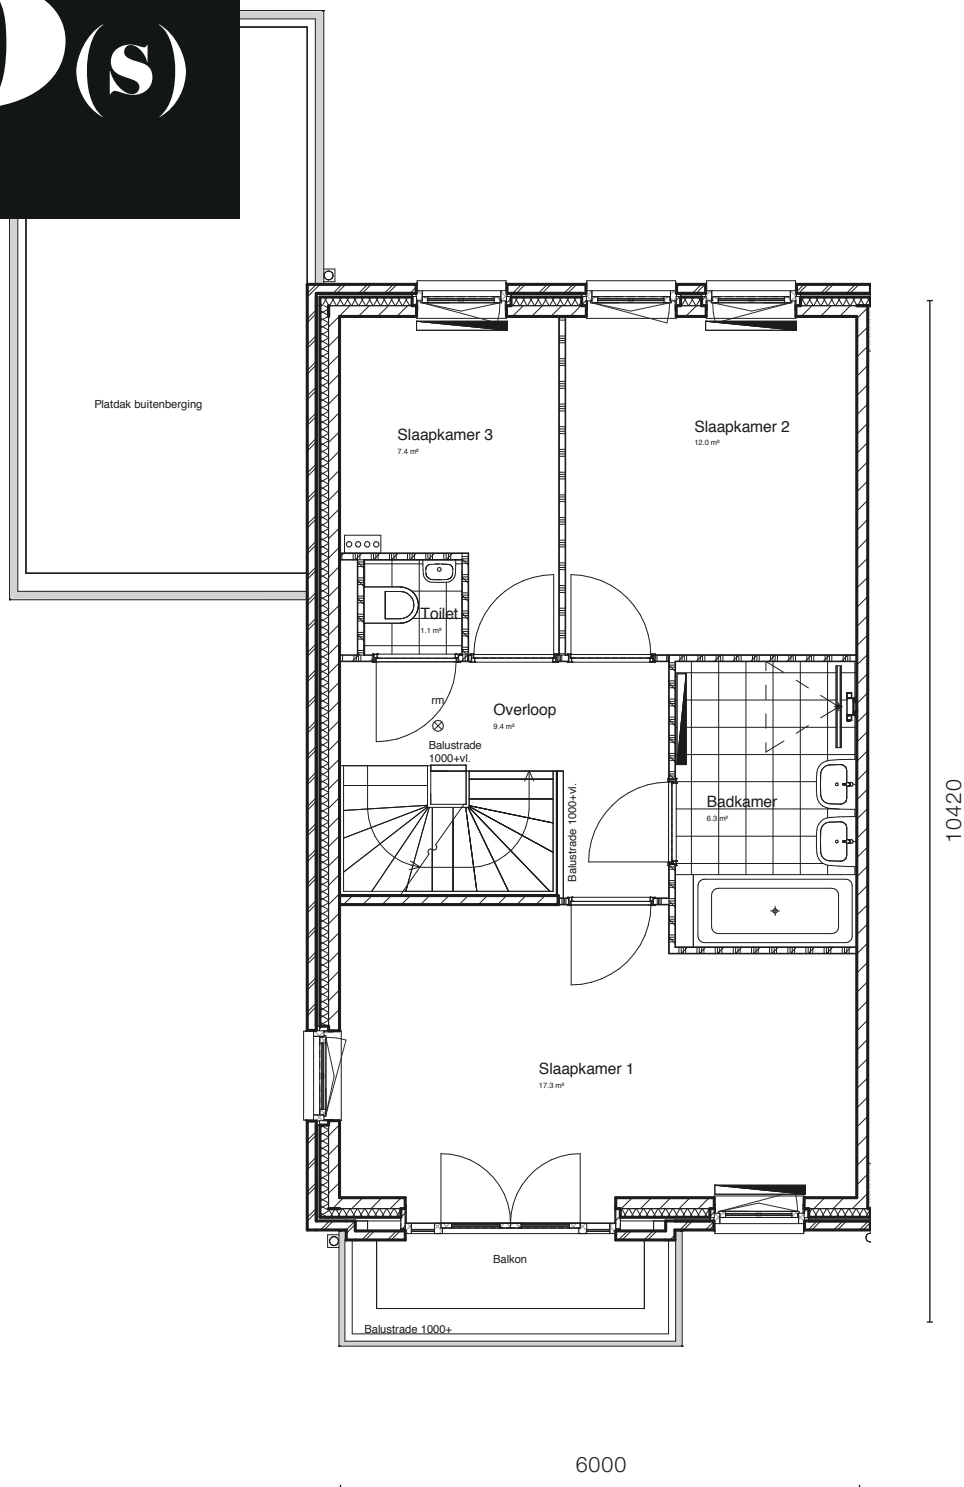 (s)
Platdak buitenberging
Slaapkamer 3
7.4 m²
Slaapkamer 2
12.0 m²
Toilet
1.1 m²
rm
Overloop
9.4 m²
Balustrade
1000+vl.
Balustrade 1000+vl.
Badkamer
6.3 m²
10420
Slaapkamer 1
17.3 m²
Balkon
Balustrade 1000+
6000